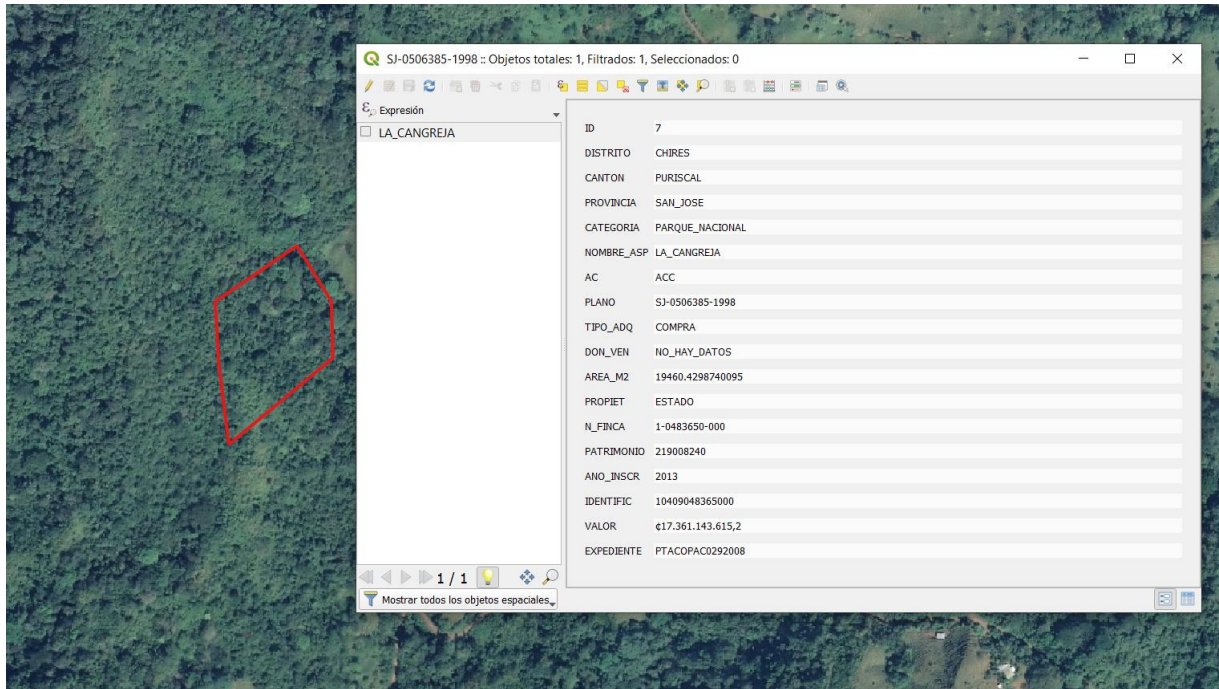 SJ-0506385-1998 :: Objetos totales: 1, Filtrados: 1, Seleccionados: 0
Expresión
LA_CANGREJA
ID 7
DISTRITO CHIRES
CANTON PURISCAL
PROVINCIA SAN_JOSE
CATEGORIA PARQUE_NACIONAL
NOMBRE_ASP LA_CANGREJA
AC ACC
PLANO SJ-0506385-1998
TIPO_ADQ COMPRA
DON_VEN NO_HAY_DATOS
AREA_M2 19460.4298740095
PROPIET ESTADO
N_FINCA 1-0483650-000
PATRIMONIO 219008240
ANO_INSCR 2013
IDENTIFIC 10409048365000
VALOR ¢17.361.143.615,2
EXPEDIENTE PTACOPAC0292008
1 / 1
Mostrar todos los objetos espaciales